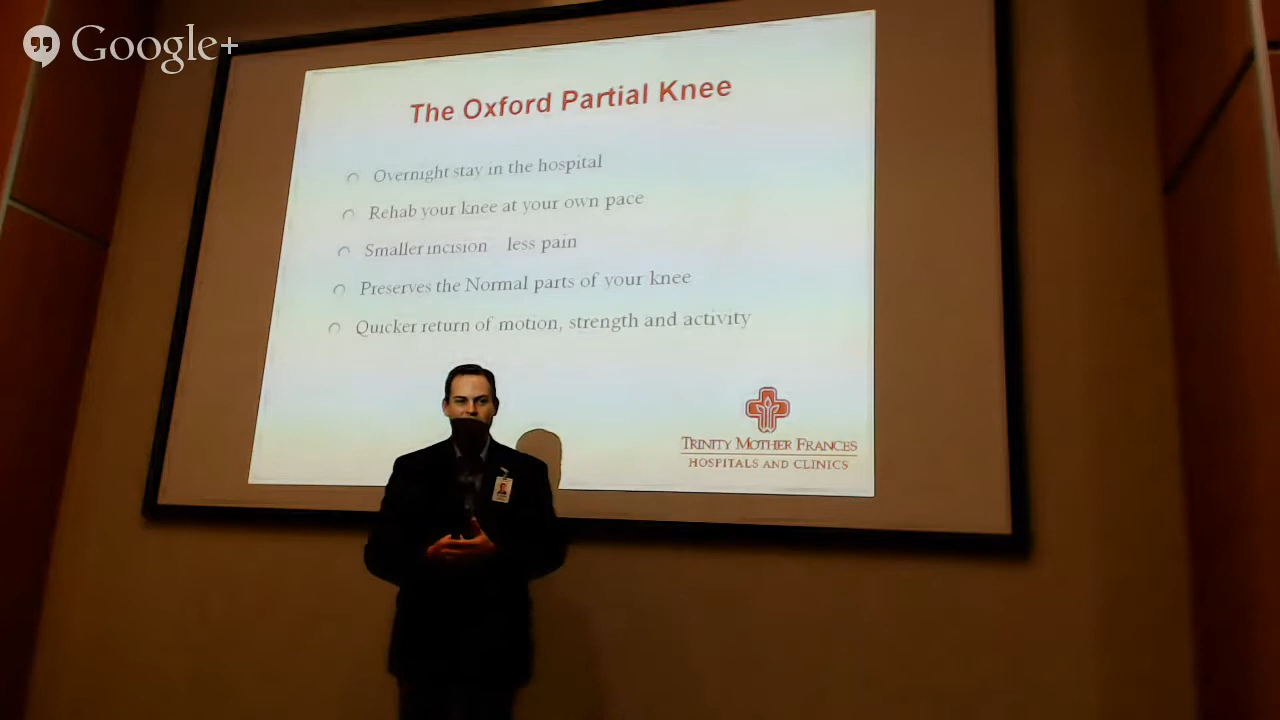 Google+
The Oxford Partial Knee
Overnight stay in the hospital
Rehab your knee at your own pace
Smaller incision less pain
Preserves the Normal parts of your knee
Quicker return of motion, strength and activity
TRINITY MOTHER FRANCES
HOSPITALS AND CLINICS